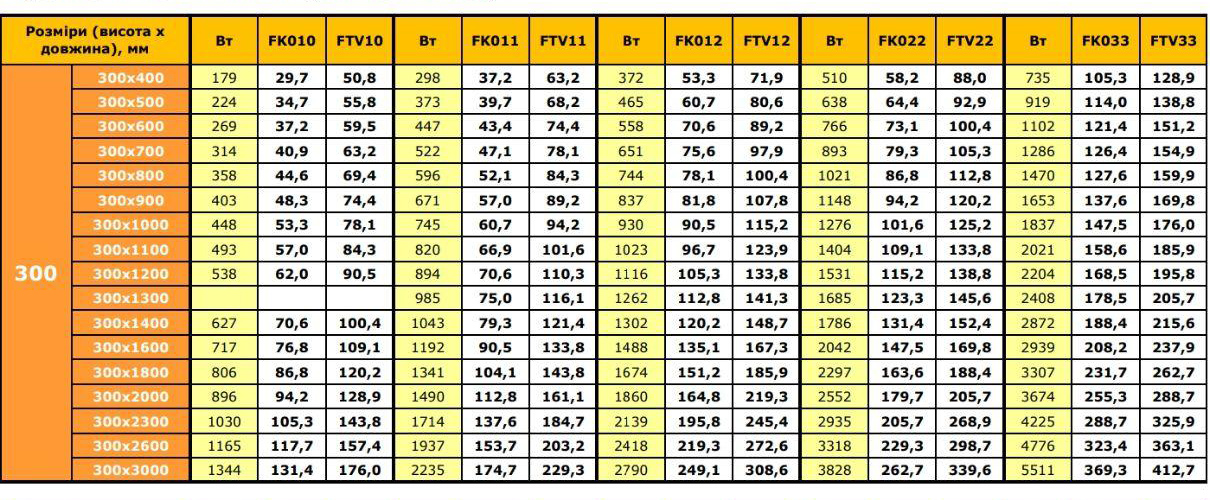 Розміри (висота х довжина), мм Вт FK010 FTV10 Вт FK011 FTV11 Вт FK012 FTV12 Вт FK022 FTV22 Вт FK033 FTV33
300x400 179 29,7 50,8 298 37,2 63,2 372 53,3 71,9 510 58,2 88,0 735 105,3 128,9
300x500 224 34,7 55,8 373 39,7 68,2 465 60,7 80,6 638 64,4 92,9 919 114,0 138,8
300x600 269 37,2 59,5 447 43,4 74,4 558 70,6 89,2 766 73,1 100,4 1102 121,4 151,2
300x700 314 40,9 63,2 522 47,1 78,1 651 75,6 97,9 893 79,3 105,3 1286 126,4 154,9
300x800 358 44,6 69,4 596 52,1 84,3 744 78,1 100,4 1021 86,8 112,8 1470 127,6 159,9
300x900 403 48,3 74,4 671 57,0 89,2 837 81,8 107,8 1148 94,2 120,2 1653 137,6 169,8
300x1000 448 53,3 78,1 745 60,7 94,2 930 90,5 115,2 1276 101,6 125,2 1837 147,5 176,0
300x1100 493 57,0 84,3 820 66,9 101,6 1023 96,7 123,9 1404 109,1 133,8 2021 158,6 185,9
300 300x1200 538 62,0 90,5 894 70,6 110,3 1116 105,3 133,8 1531 115,2 138,8 2204 168,5 195,8
300x1300 985 75,0 116,1 1262 112,8 141,3 1685 123,3 145,6 2408 178,5 205,7
300x1400 627 70,6 100,4 1043 79,3 121,4 1302 120,2 148,7 1786 131,4 152,4 2872 188,4 215,6
300x1600 717 76,8 109,1 1192 90,5 133,8 1488 135,1 167,3 2042 147,5 169,8 2939 208,2 237,9
300x1800 806 86,8 120,2 1341 104,1 143,8 1674 151,2 185,9 2297 163,6 188,4 3307 231,7 262,7
300x2000 896 94,2 128,9 1490 112,8 161,1 1860 164,8 219,3 2552 179,7 205,7 3674 255,3 288,7
300x2300 1030 105,3 143,8 1714 137,6 184,7 2139 195,8 245,4 2935 205,7 268,9 4225 288,7 325,9
300x2600 1165 117,7 157,4 1937 153,7 203,2 2418 219,3 272,6 3318 229,3 298,7 4776 323,4 363,1
300x3000 1344 131,4 176,0 2235 174,7 229,3 2790 249,1 308,6 3828 262,7 339,6 5511 369,3 412,7